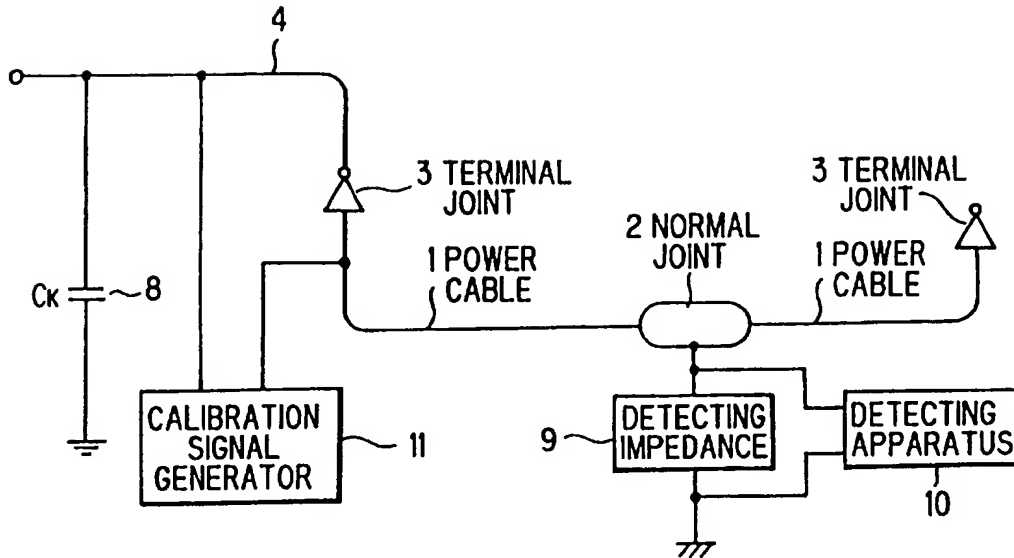 4
3 TERMINAL
JOINT
3 TERMINAL
JOINT
2 NORMAL
JOINT
1 POWER
CABLE
1 POWER
CABLE
CK
8
CALIBRATION
SIGNAL
GENERATOR
11
9
DETECTING
IMPEDANCE
DETECTING
APPARATUS
10